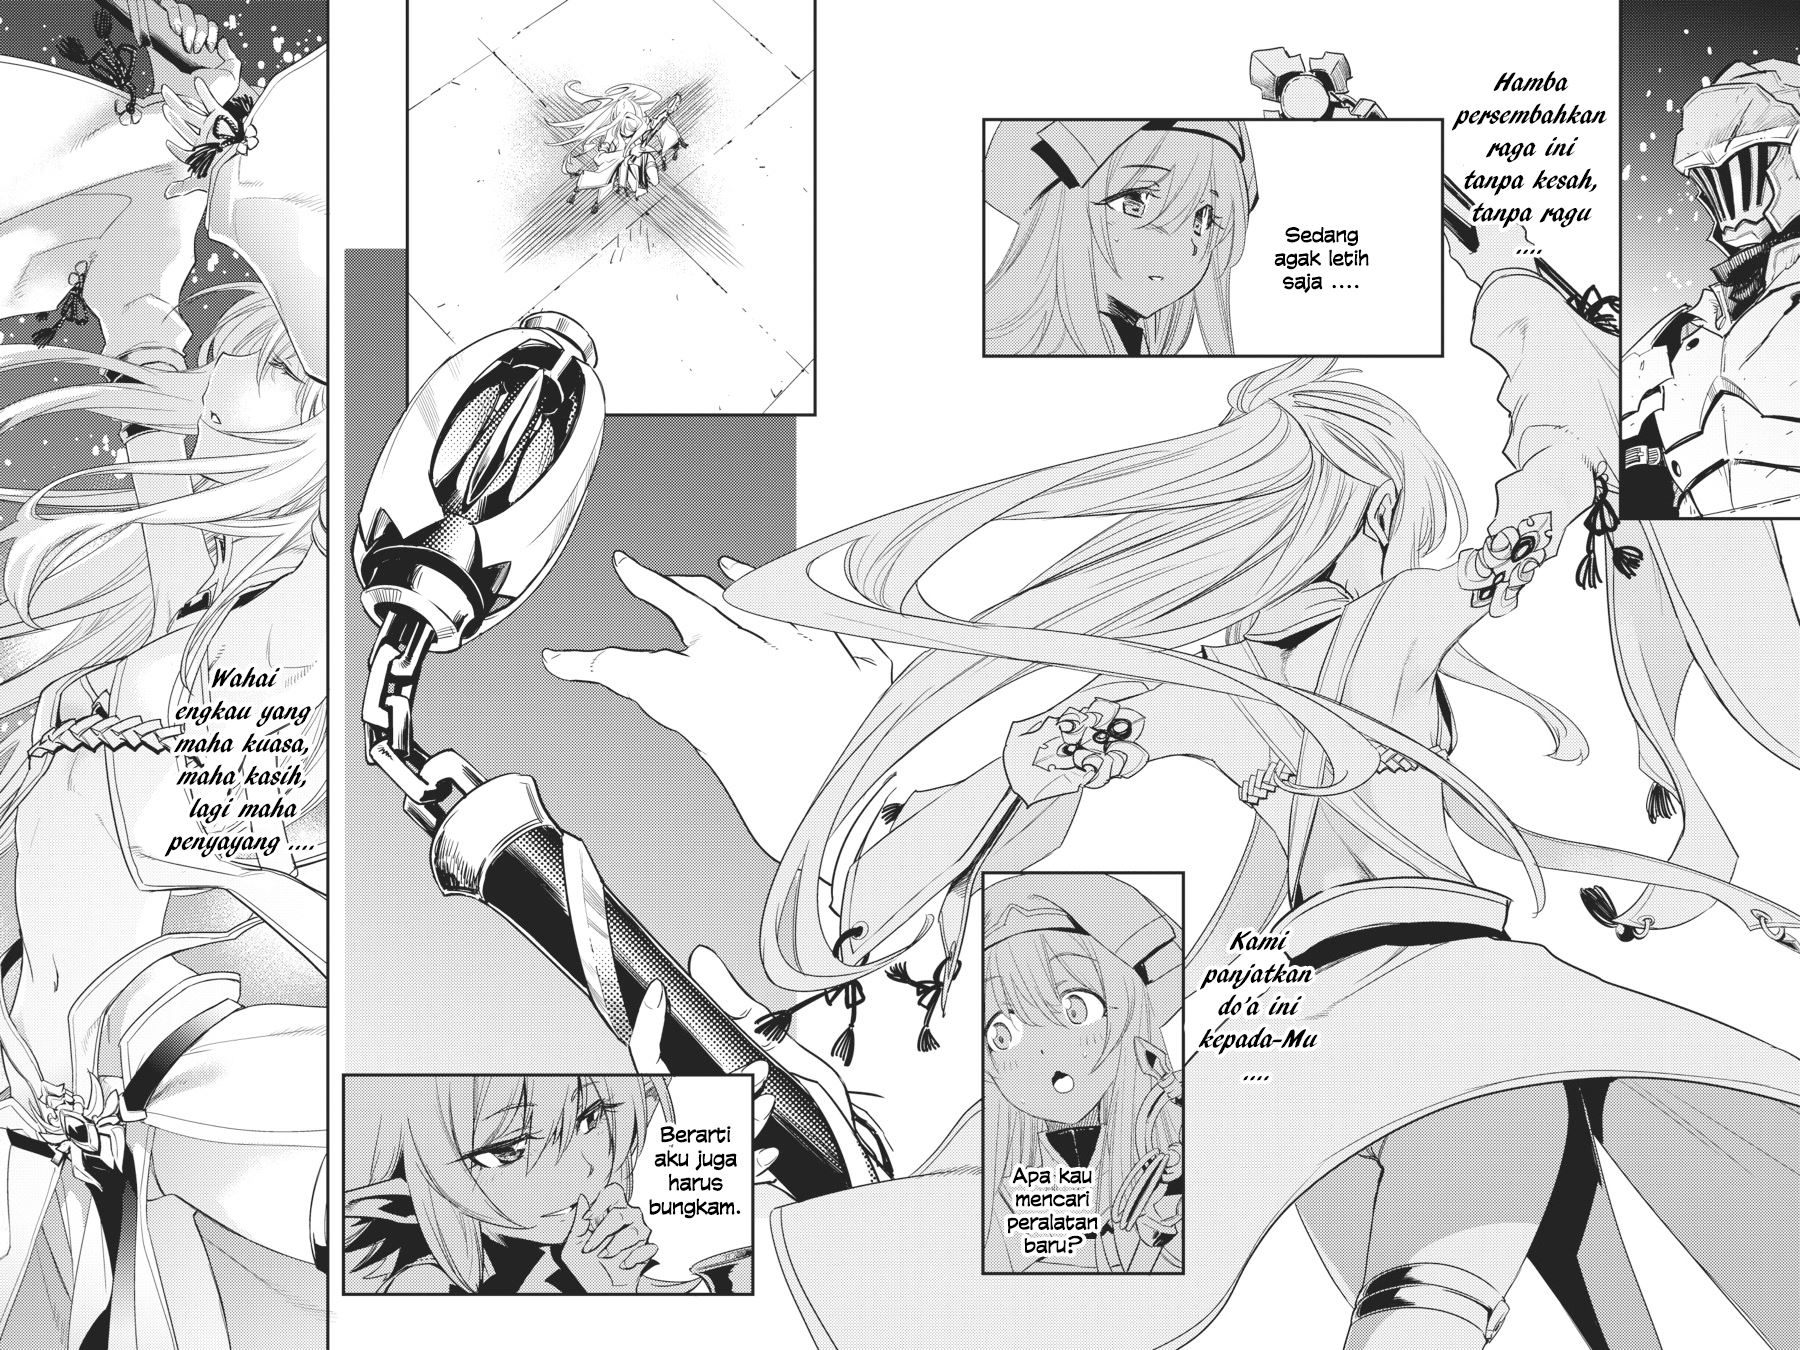 Hamba
persembahkan
raga ini
tanpa kesah,
tanpa ragu
....
Sedang
agak letih
saja ....
Kami
panjatkan
do'a ini
kepada-Mu
....
Apa kau
mencari
peralatan
baru?
Berarti
aku juga
harus
bungkam.
Wahai
engkau yang
maha kuasa,
maha kasih,
lagi maha
penyayang ....